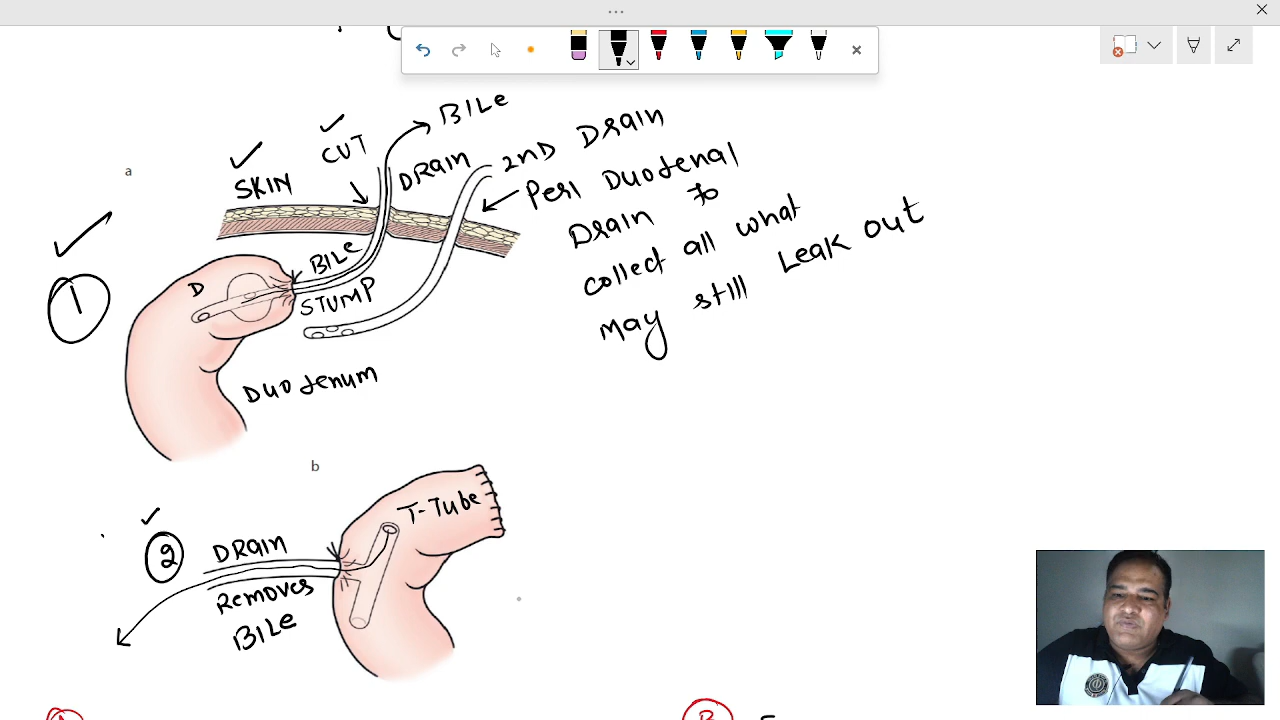 BILe
CUT
2ND DRAIN
DRAIN
SKIN
a
Peri Duodenal
DRAIN to
collect all what
may still Leak out
1
BILe
D
STUMP
Duodenum
b
T-Tube
2
DRAIN
Removes
BILe